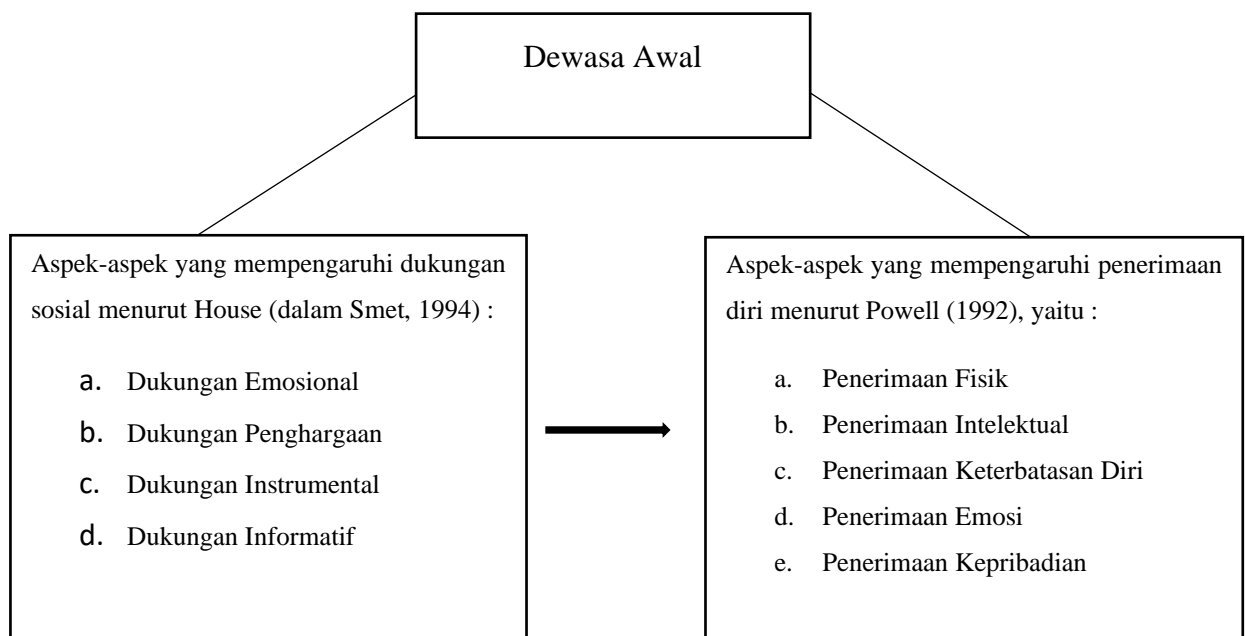 Dewasa Awal
Aspek-aspek yang mempengaruhi dukungan
sosial menurut House (dalam Smet, 1994) :
a. Dukungan Emosional
b. Dukungan Penghargaan
c. Dukungan Instrumental
d. Dukungan Informatif
Aspek-aspek yang mempengaruhi penerimaan
diri menurut Powell (1992), yaitu :
a. Penerimaan Fisik
b. Penerimaan Intelektual
c. Penerimaan Keterbatasan Diri
d. Penerimaan Emosi
e. Penerimaan Kepribadian